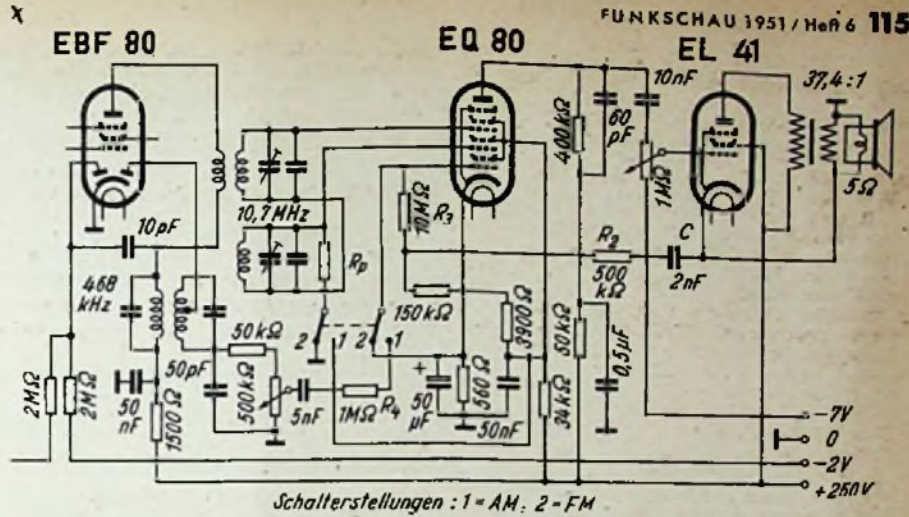 x
FUNKSCHAU 1951 / Heft 6 115
EBF 80
EQ 80
EL 41
37,4:1
10nF
400kΩ
60
pF
1MΩ
5Ω
10,7MHz
10MΩ
R3
10pF
Rp
R2
500
kΩ
C
2nF
468
kHz
150kΩ
3900Ω
2 1 2 1
50kΩ
50kΩ
0,5µF
2MΩ
2MΩ
50
nF
1500Ω
50pF
500kΩ
5nF
1MΩ
R4
+
50
µF
560Ω
50nF
34kΩ
-7V
0
-2V
+250V
Schalterstellungen : 1 = AM, 2 = FM